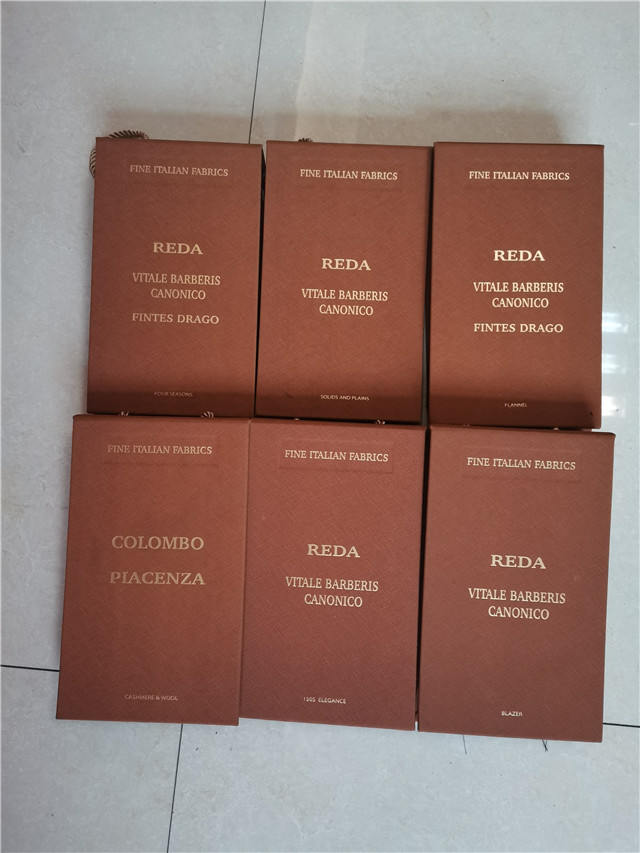 FINE ITALIAN FABRICS
REDA
VITALE BARBERIS
CANONICO
FINTES DRAGO
FOUR SEASONS
FINE ITALIAN FABRICS
REDA
VITALE BARBERIS
CANONICO
SOLIDS AND PLAINS
FINE ITALIAN FABRICS
REDA
VITALE BARBERIS
CANONICO
FINTES DRAGO
FLANNEL
FINE ITALIAN FABRICS
COLOMBO
PIACENZA
CASHMERE & WOOL
FINE ITALIAN FABRICS
REDA
VITALE BARBERIS
CANONICO
ELEGANCE
FINE ITALIAN FABRICS
REDA
VITALE BARBERIS
CANONICO
BLAZER